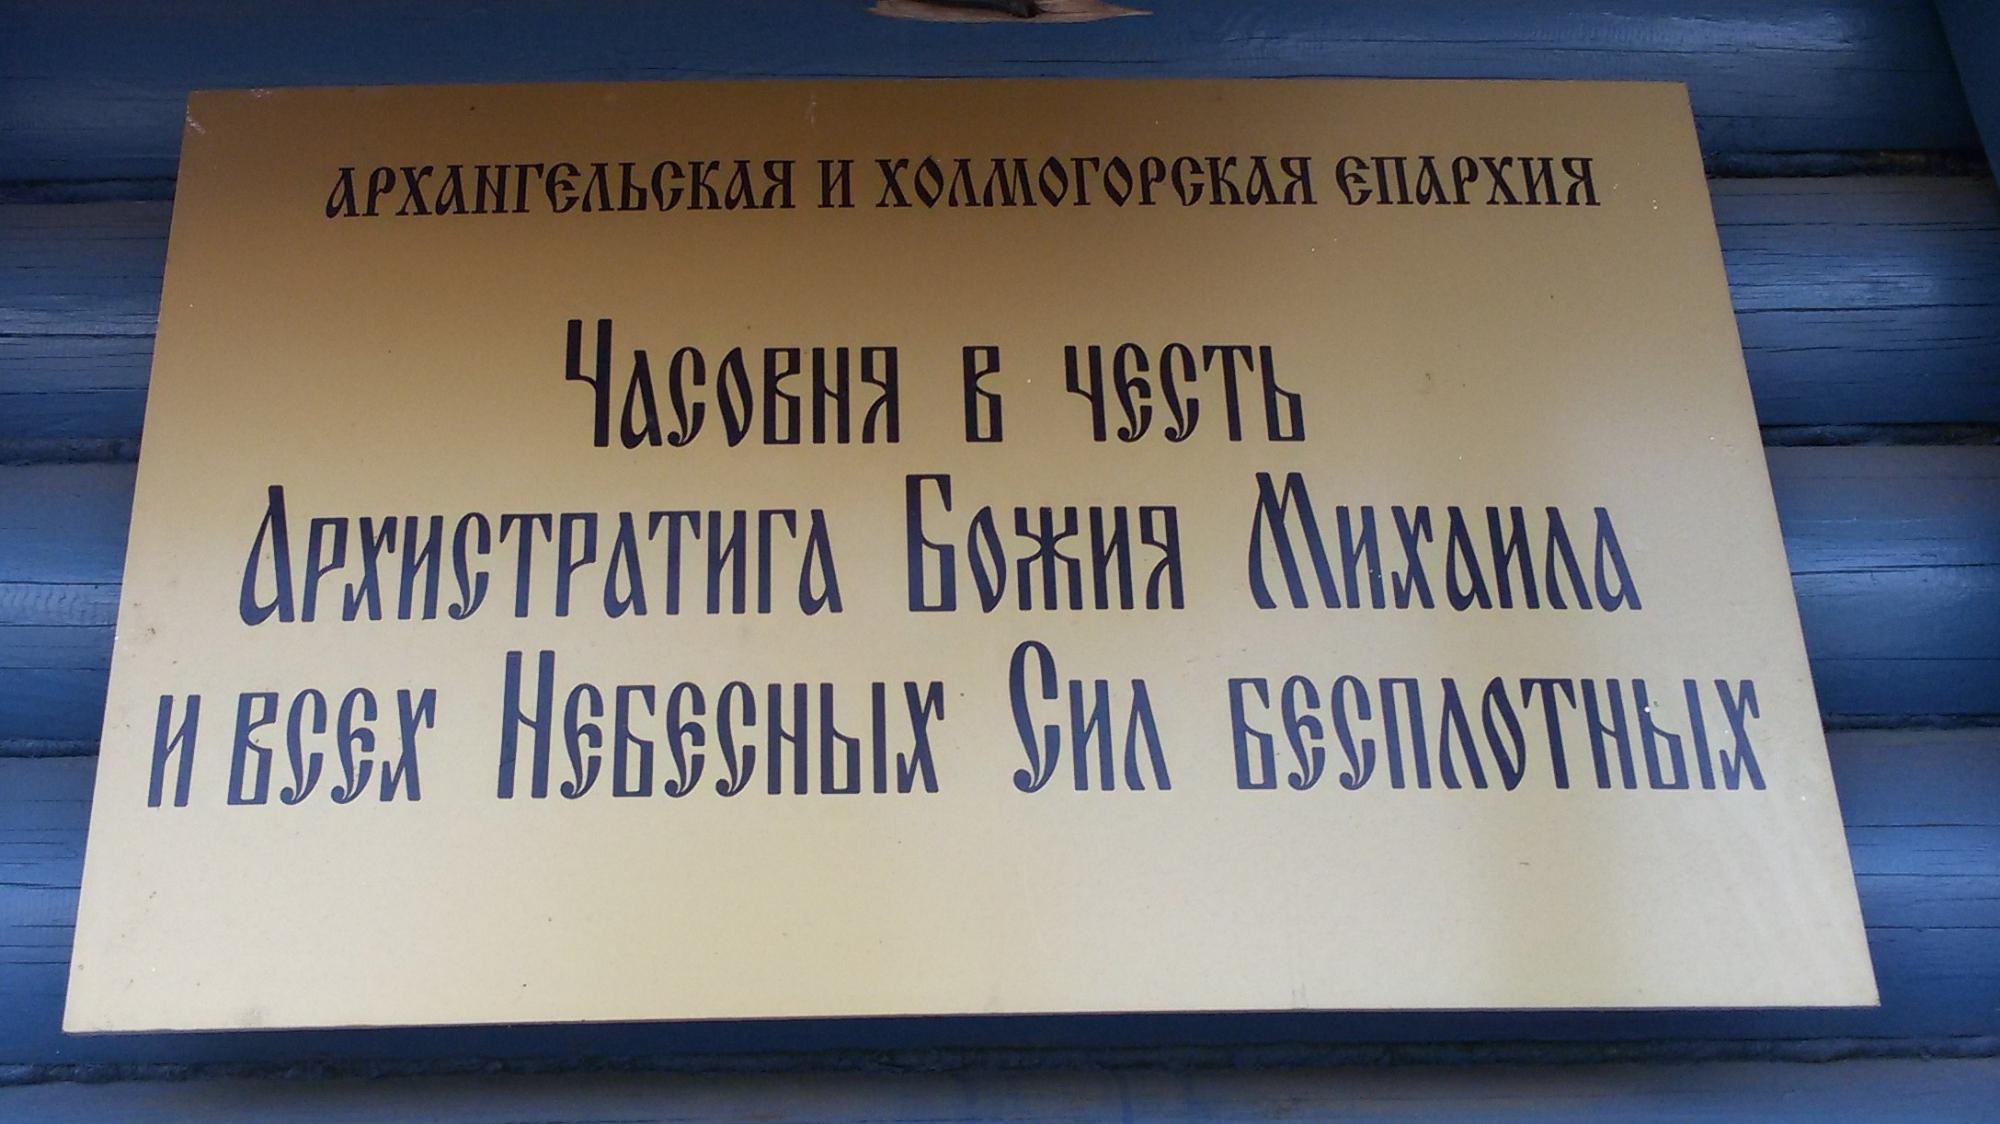 АРХАНГЕЛЬСКАЯ И ХОЛМОГОРСКАЯ ЕПАРХИЯ
Часовня в честь
Архистратига Божия Михаила
и всех Небесных Сил бесплотных